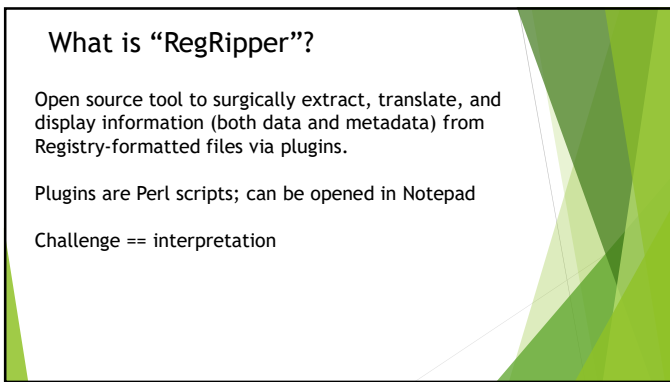 What is “RegRipper”?
Open source tool to surgically extract, translate, and
display information (both data and metadata) from
Registry-formatted files via plugins.
Plugins are Perl scripts; can be opened in Notepad
Challenge == interpretation